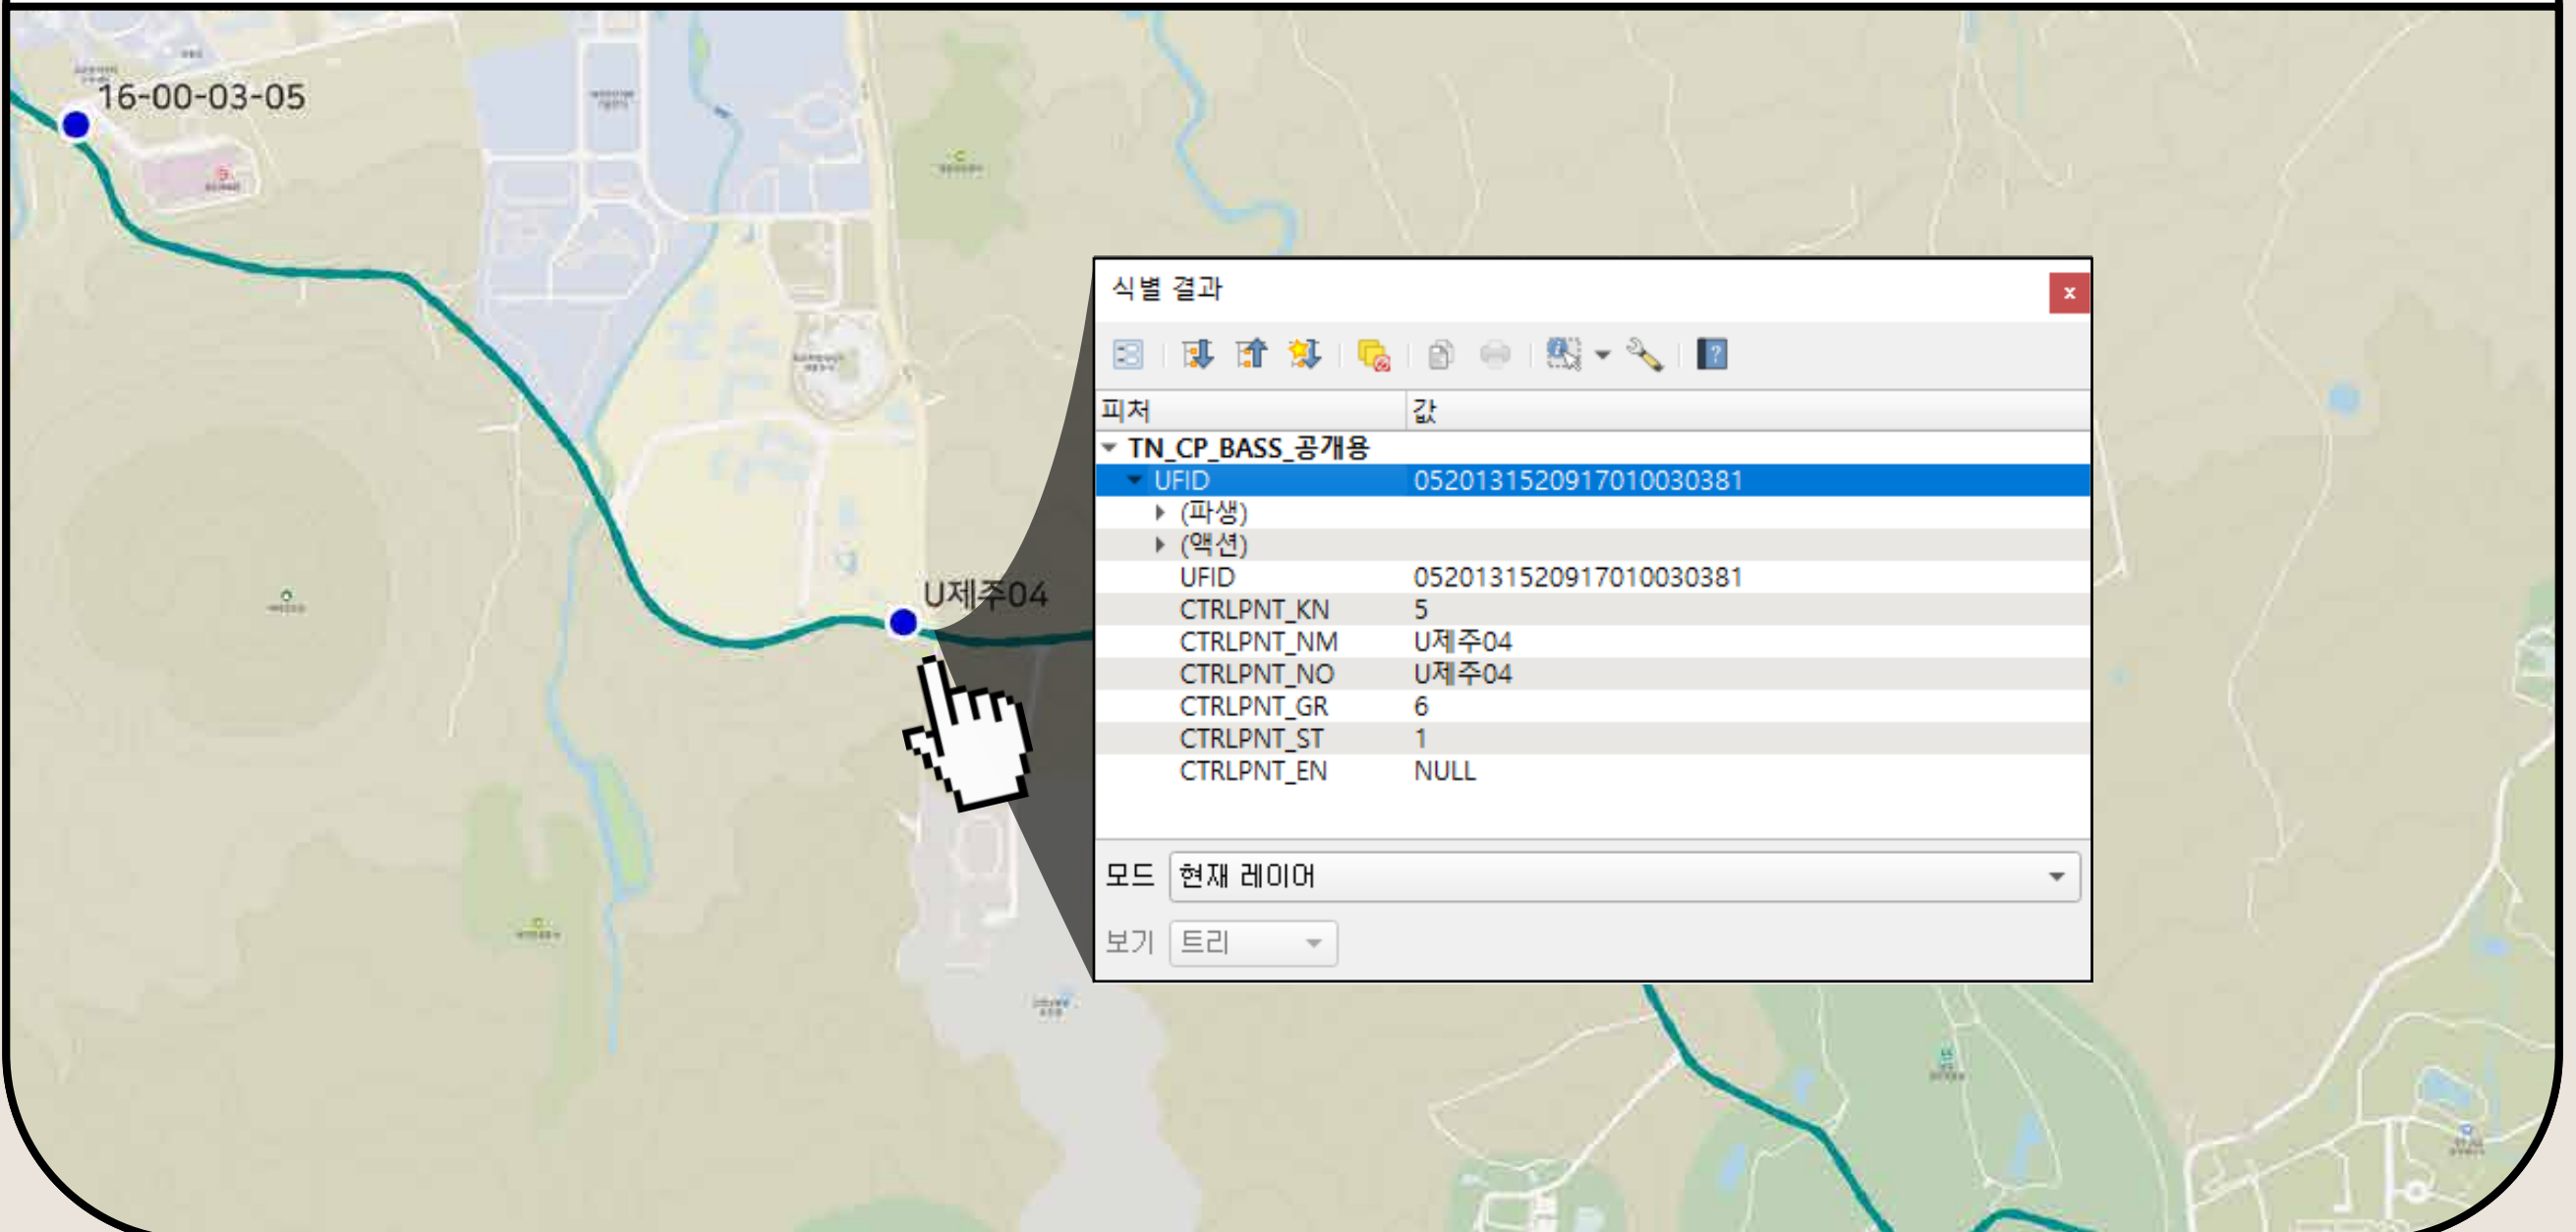 16-00-03-05
U제주04
식별 결과
x
?
피처 값
TN_CP_BASS_공개용
UFID 0520131520917010030381
(파생)
(액션)
UFID 0520131520917010030381
CTRLPNT_KN 5
CTRLPNT_NM U제주04
CTRLPNT_NO U제주04
CTRLPNT_GR 6
CTRLPNT_ST 1
CTRLPNT_EN NULL
모드 현재 레이어
보기 트리